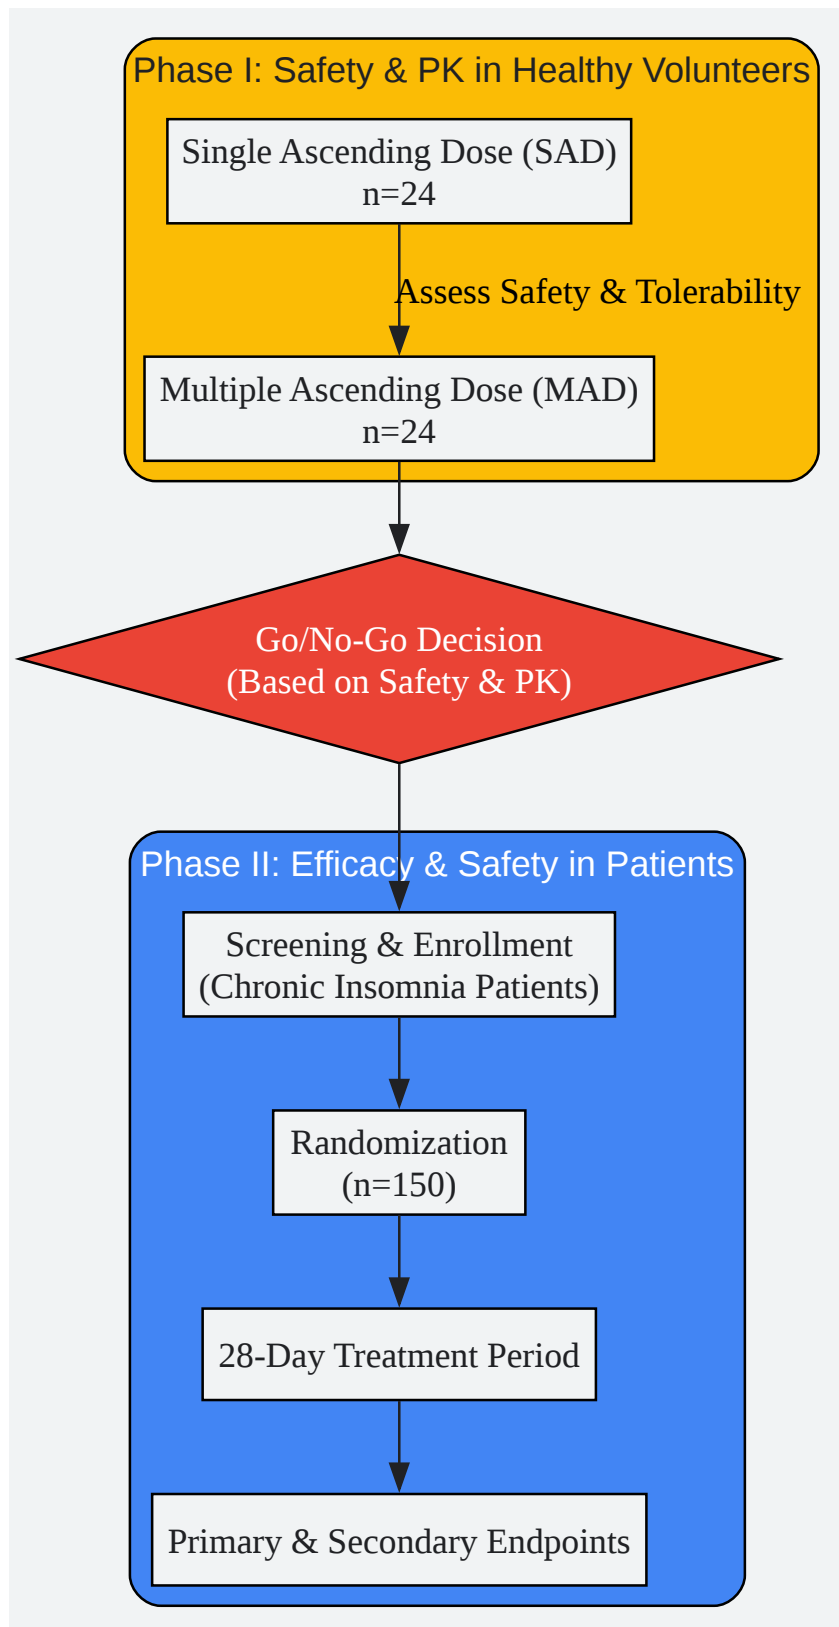 Phase I: Safety & PK in Healthy Volunteers
Single Ascending Dose (SAD)
n=24
Assess Safety & Tolerability
Multiple Ascending Dose (MAD)
n=24
Go/No-Go Decision
(Based on Safety & PK)
Phase II: Efficacy & Safety in Patients
Screening & Enrollment
(Chronic Insomnia Patients)
Randomization
(n=150)
28-Day Treatment Period
Primary & Secondary Endpoints